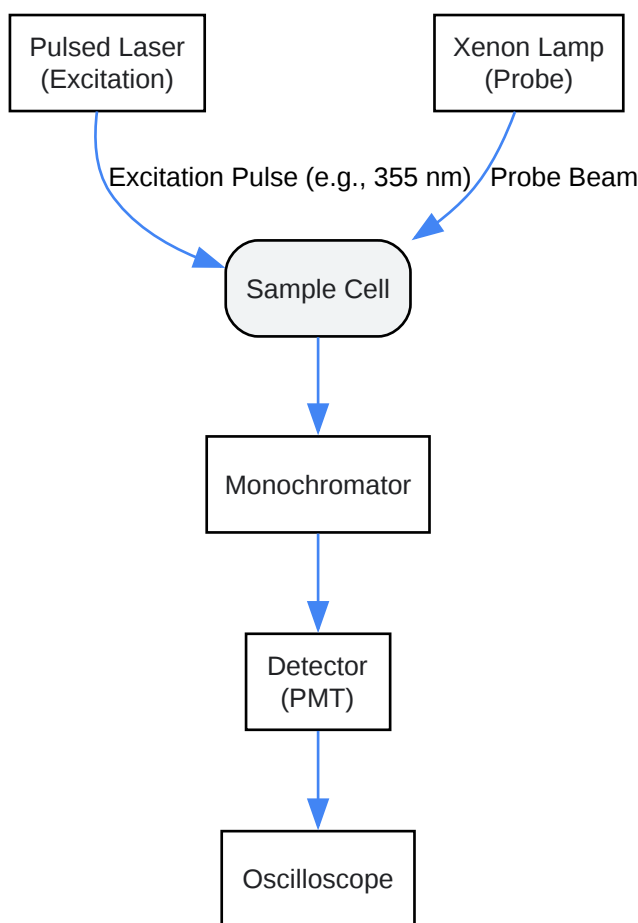 Pulsed Laser
(Excitation)
Xenon Lamp
(Probe)
Excitation Pulse (e.g., 355 nm)
Probe Beam
Sample Cell
Monochromator
Detector
(PMT)
Oscilloscope